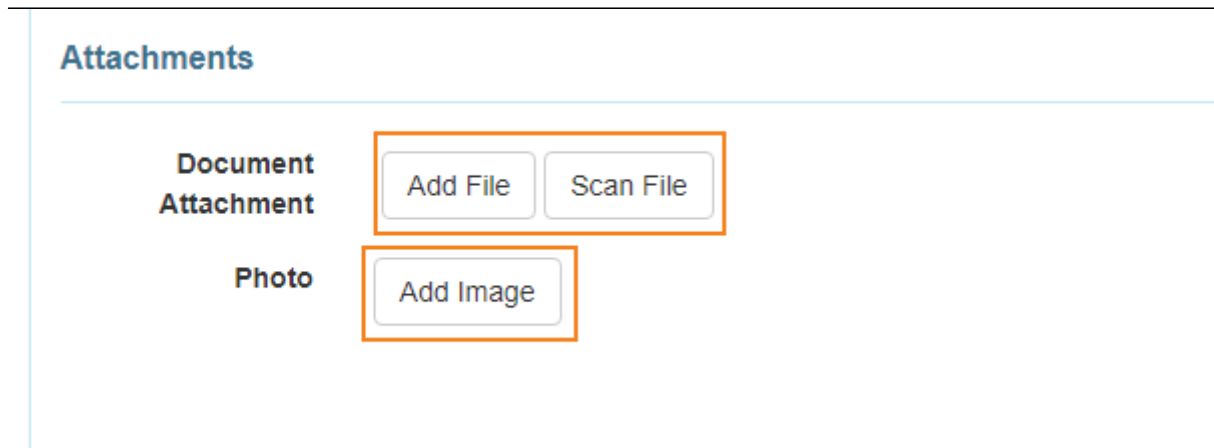 Attachments
Document
Attachment
Add File Scan File
Photo
Add Image